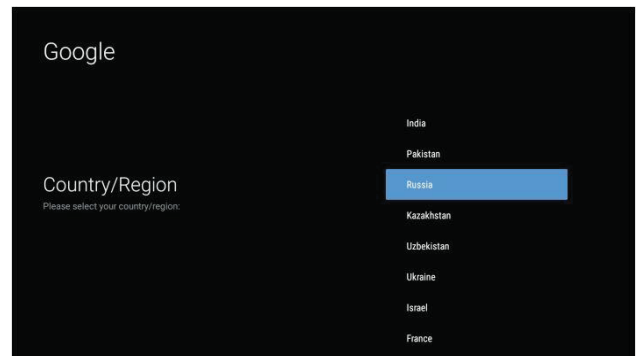 Google
Country/Region
Please select your country/region:
India
Pakistan
Russia
Kazakhstan
Uzbekistan
Ukraine
Israel
France